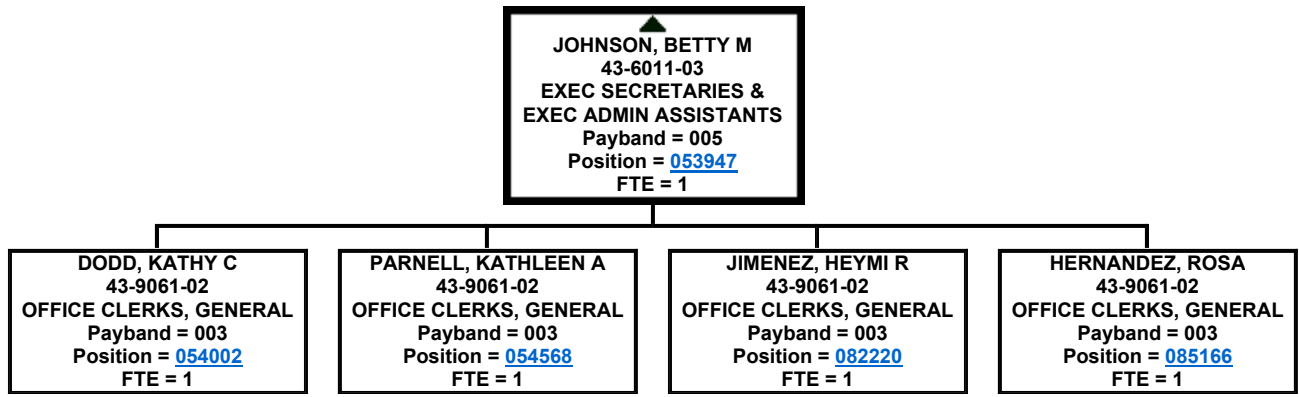 JOHNSON, BETTY M
43-6011-03
EXEC SECRETARIES &
EXEC ADMIN ASSISTANTS
Payband = 005
Position = 053947
FTE = 1
DODD, KATHY C
43-9061-02
OFFICE CLERKS, GENERAL
Payband = 003
Position = 054002
FTE = 1
PARNELL, KATHLEEN A
43-9061-02
OFFICE CLERKS, GENERAL
Payband = 003
Position = 054568
FTE = 1
JIMENEZ, HEYMI R
43-9061-02
OFFICE CLERKS, GENERAL
Payband = 003
Position = 082220
FTE = 1
HERNANDEZ, ROSA
43-9061-02
OFFICE CLERKS, GENERAL
Payband = 003
Position = 085166
FTE = 1